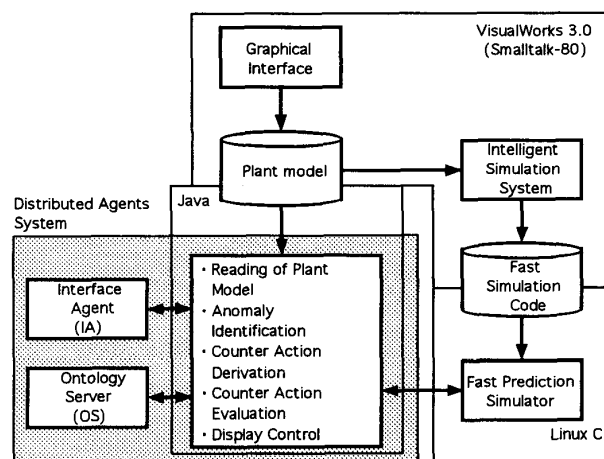 VisualWorks 3.0
(Smalltalk-80)
Graphical
Interface
Plant model
Intelligent
Simulation
System
Java
Distributed Agents
System
Fast
Simulation
Code
Interface
Agent
(IA)
Ontology
Server
(OS)
・Reading of Plant
Model
・Anomaly
Identification
・Counter Action
Derivation
・Counter Action
Evaluation
・Display Control
Fast Prediction
Simulator
Linux C